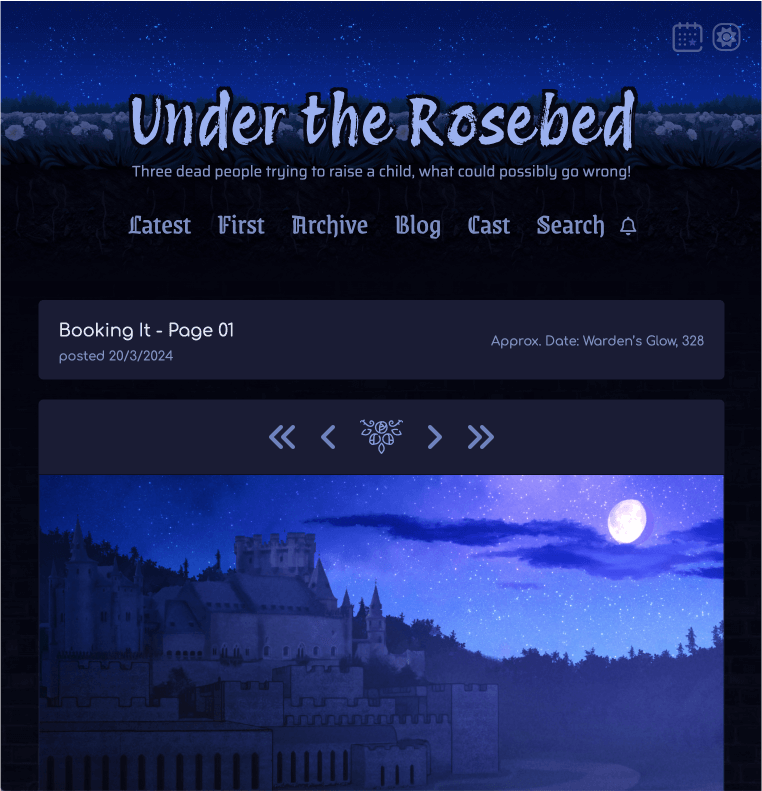 Under the Rosebed
Three dead people trying to raise a child, what could possibly go wrong!
Latest First Archive Blog Cast Search
Booking It - Page 01
posted 20/3/2024
Approx. Date: Warden's Glow, 328